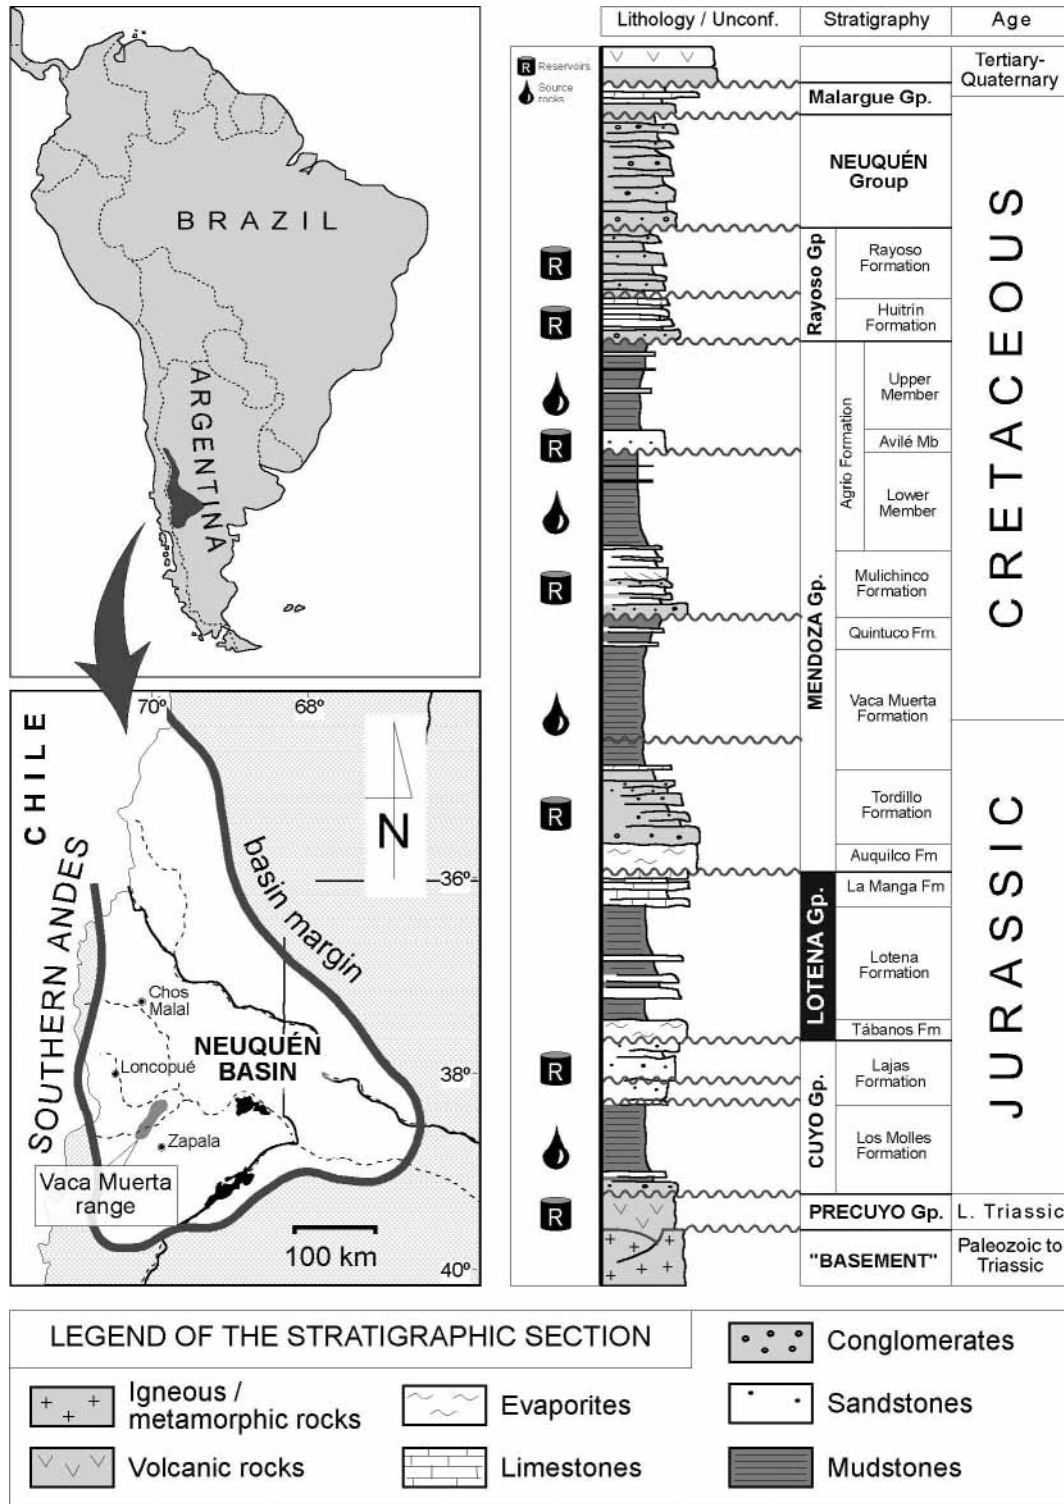 BRAZIL
ARGENTINA
CHILE
SOUTHERN ANDES
70º
68º
N
basin margin
36º
Chos
Malal
NEUQUÉN
BASIN
Loncopué
38º
Zapala
Vaca Muerta
range
100 km
40º
Lithology / Unconf.
Stratigraphy
Age
R Reservoirs
Source
rocks
Tertiary-
Quaternary
Malargue Gp.
NEUQUÉN
Group
Rayoso Gp
R
Rayoso
Formation
R
Huitrín
Formation
CRETACEOUS
MENDOZA Gp.
Agrio Formation
Upper
Member
R
Avilé Mb
Lower
Member
R
Mulichinco
Formation
Quintuco Fm.
Vaca Muerta
Formation
JURASSIC
R
Tordillo
Formation
Auquilco Fm
LOTENA Gp.
La Manga Fm
Lotena
Formation
Tábanos Fm
CUYO Gp.
R
Lajas
Formation
Los Molles
Formation
R
PRECUYO Gp.
L. Triassic
"BASEMENT"
Paleozoic to
Triassic
LEGEND OF THE STRATIGRAPHIC SECTION
Igneous /
metamorphic rocks
Volcanic rocks
Evaporites
Limestones
Conglomerates
Sandstones
Mudstones